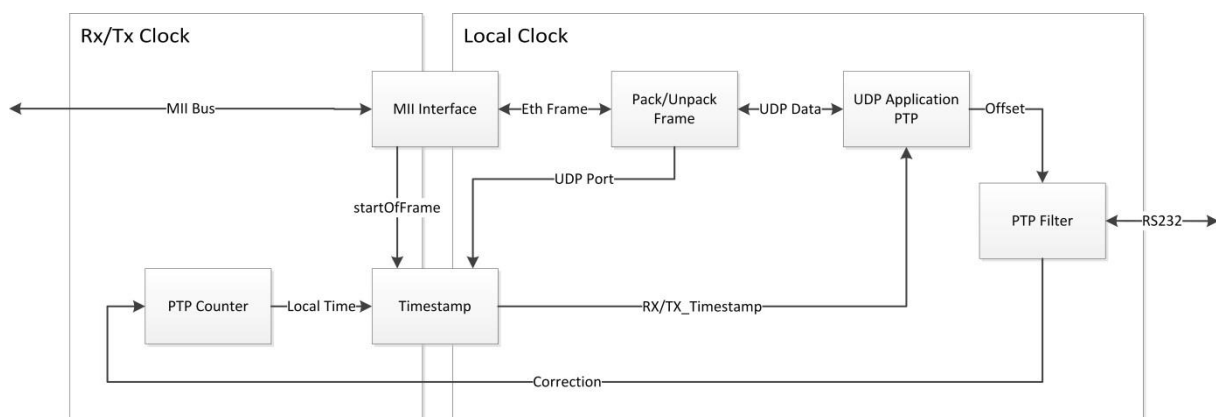 Rx/Tx Clock
Local Clock
MII Bus
MII Interface
Eth Frame
Pack/Unpack
Frame
UDP Data
UDP Application
PTP
Offset
UDP Port
startOfFrame
PTP Filter
RS232
PTP Counter
Local Time
Timestamp
RX/TX_Timestamp
Correction